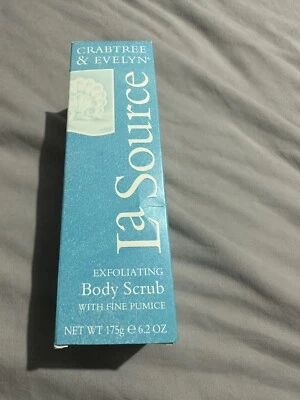 CRABTREE
& EVELYN®
La Source
EXFOLIATING
Body Scrub
WITH FINE PUMICE
NET WT 175g ℮ 6.2 OZ